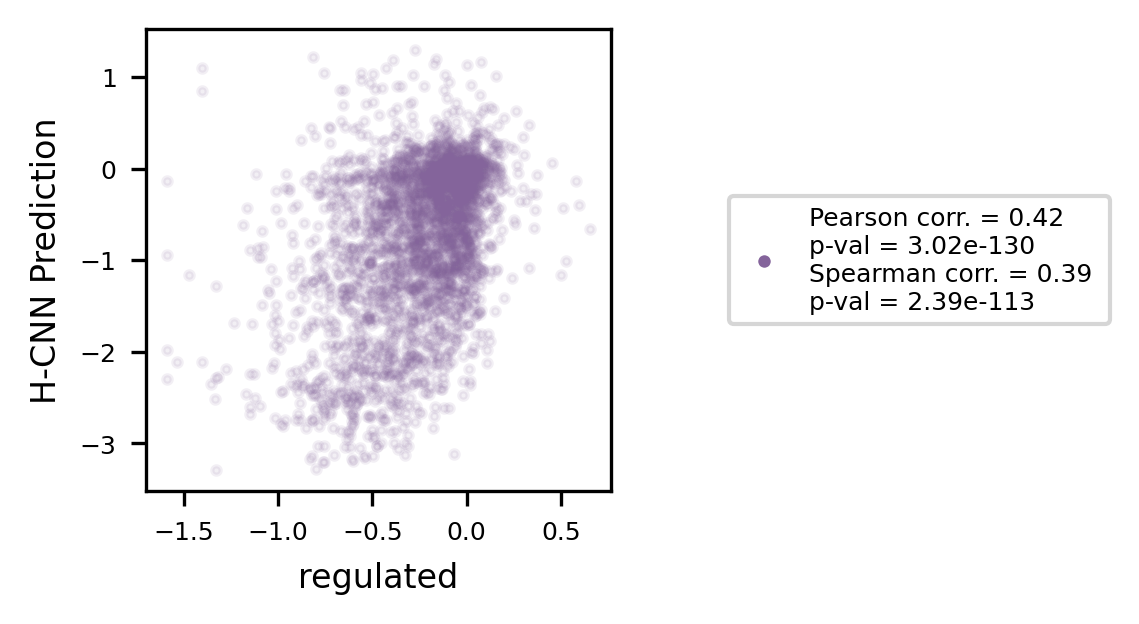 H-CNN Prediction
1
0
−1
−2
−3
−1.5 −1.0 −0.5 0.0 0.5
regulated
Pearson corr. = 0.42
p-val = 3.02e-130
Spearman corr. = 0.39
p-val = 2.39e-113